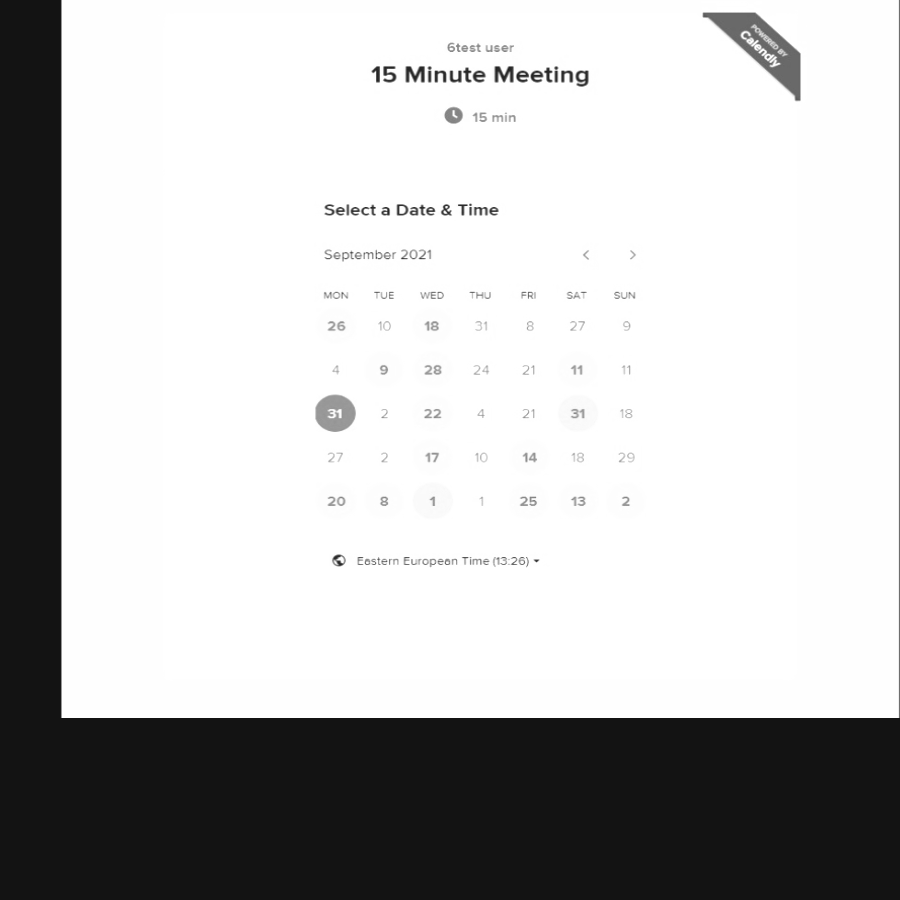 6test user
POWERED BY
Calendly
15 Minute Meeting
15 min
Select a Date & Time
September 2021
MON TUE WED THU FRI SAT SUN
26 10 18 31 8 27 9
4 9 28 24 21 11 11
31 2 22 4 21 31 18
27 2 17 10 14 18 29
20 8 1 1 25 13 2
Eastern European Time (13:26)